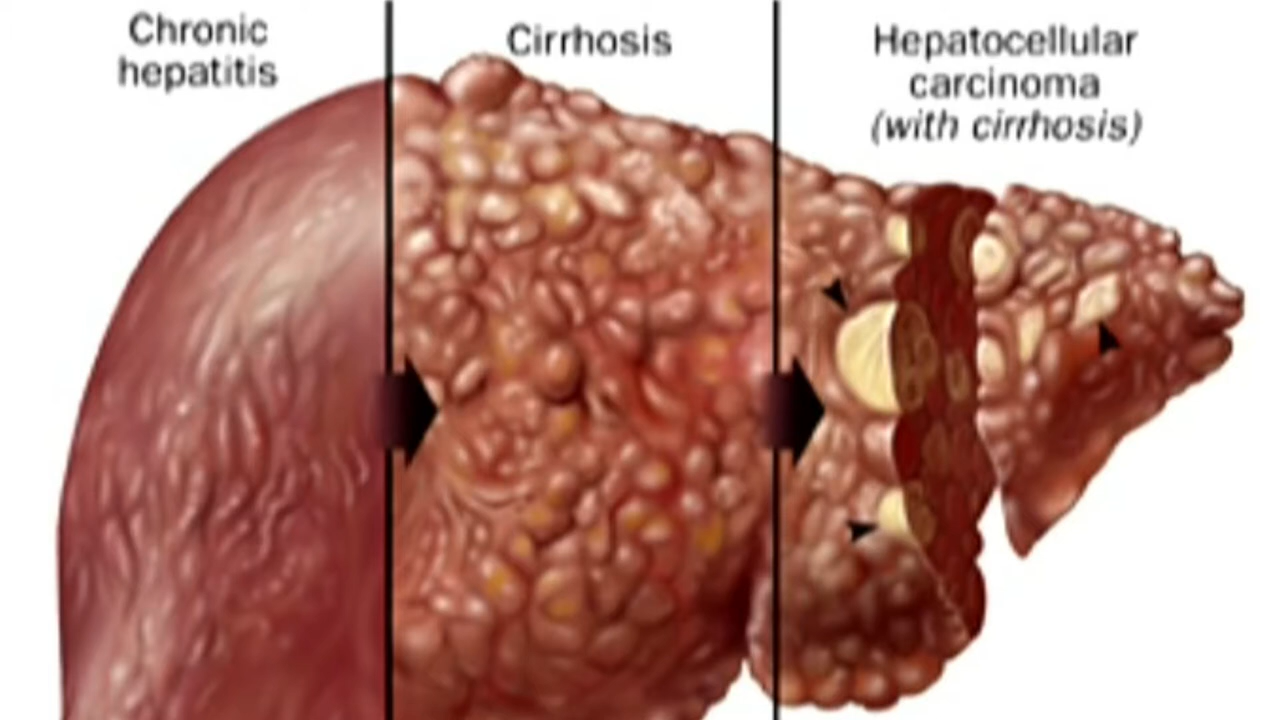 Chronic
hepatitis
Cirrhosis
Hepatocellular
carcinoma
(with cirrhosis)